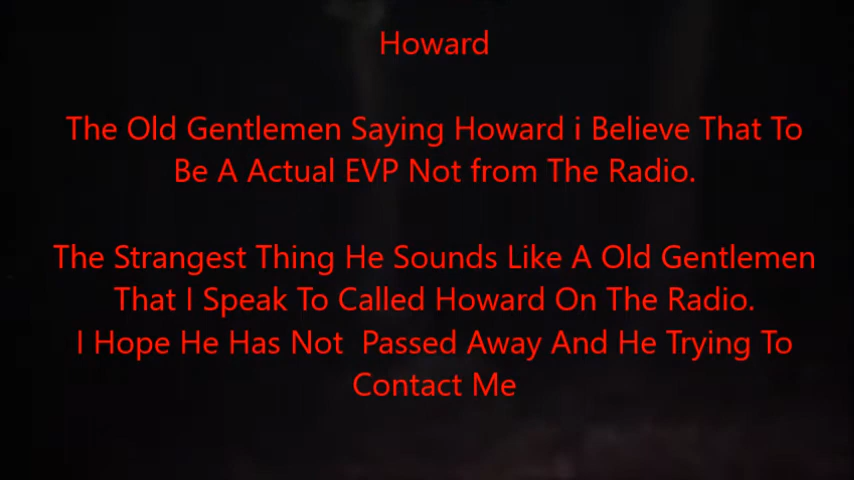 Howard
The Old Gentlemen Saying Howard i Believe That To
Be A Actual EVP Not from The Radio.
The Strangest Thing He Sounds Like A Old Gentlemen
That I Speak To Called Howard On The Radio.
I Hope He Has Not  Passed Away And He Trying To
Contact Me